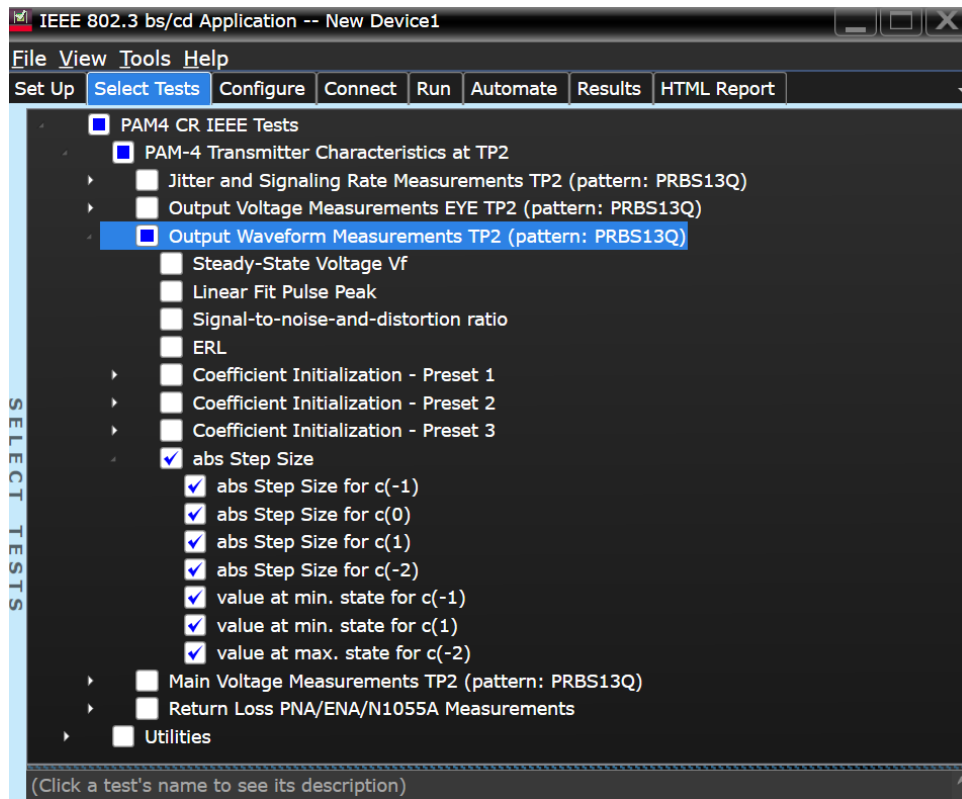 IEEE 802.3 bs/cd Application -- New Device1
File View Tools Help
Set Up Select Tests Configure Connect Run Automate Results HTML Report
PAM4 CR IEEE Tests
PAM-4 Transmitter Characteristics at TP2
Jitter and Signaling Rate Measurements TP2 (pattern: PRBS13Q)
Output Voltage Measurements EYE TP2 (pattern: PRBS13Q)
Output Waveform Measurements TP2 (pattern: PRBS13Q)
Steady-State Voltage Vf
Linear Fit Pulse Peak
Signal-to-noise-and-distortion ratio
ERL
Coefficient Initialization - Preset 1
Coefficient Initialization - Preset 2
Coefficient Initialization - Preset 3
abs Step Size
abs Step Size for c(-1)
abs Step Size for c(0)
abs Step Size for c(1)
abs Step Size for c(-2)
value at min. state for c(-1)
value at min. state for c(1)
value at max. state for c(-2)
Main Voltage Measurements TP2 (pattern: PRBS13Q)
Return Loss PNA/ENA/N1055A Measurements
Utilities
SELECT TESTS
(Click a test's name to see its description)